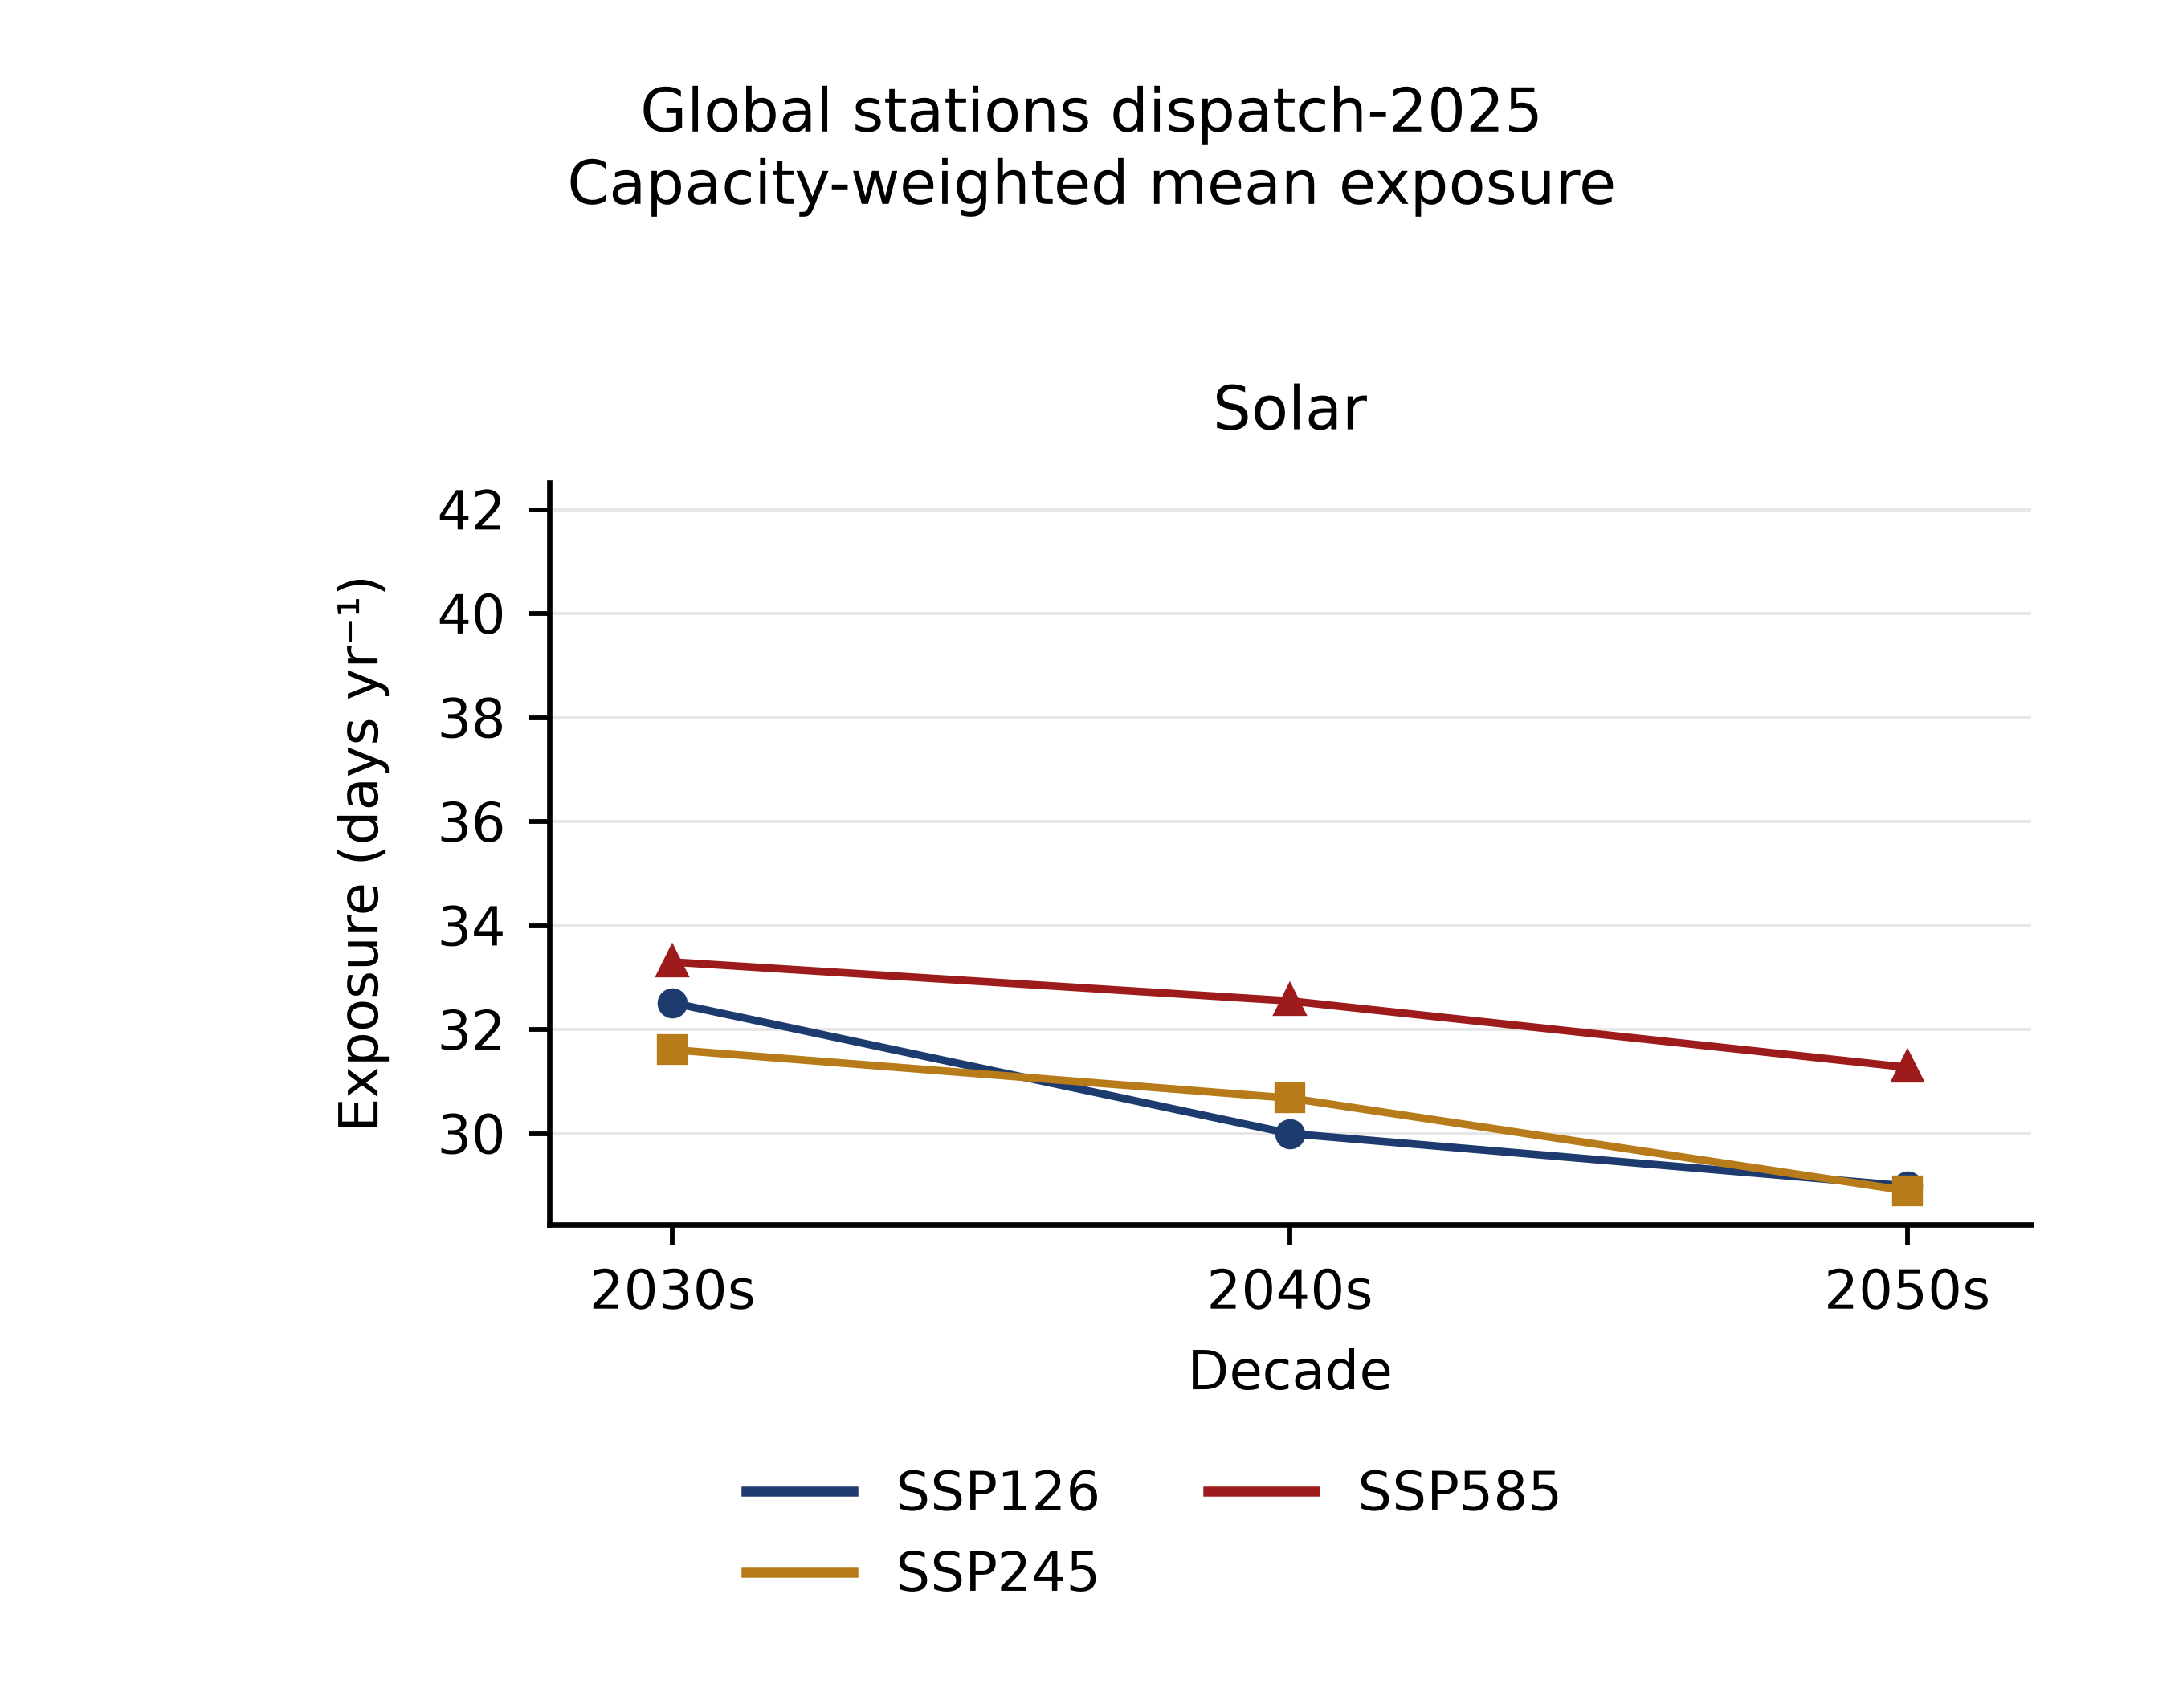 Global stations dispatch-2025
Capacity-weighted mean exposure
Solar
Exposure (days yr⁻¹)
42
40
38
36
34
32
30
2030s
2040s
2050s
Decade
SSP126
SSP585
SSP245